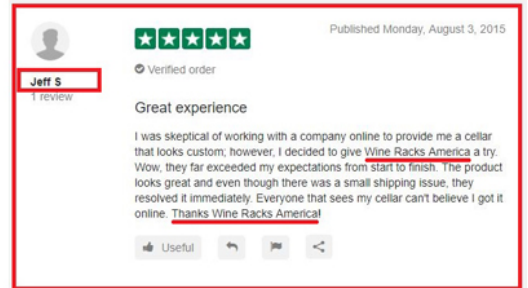 Published Monday, August 3, 2015
Verified order
Jeff S
1 review
Great experience
I was skeptical of working with a company online to provide me a cellar
that looks custom; however, I decided to give Wine Racks America a try.
Wow, they far exceeded my expectations from start to finish. The product
looks great and even though there was a small shipping issue, they
resolved it immediately. Everyone that sees my cellar can't believe I got it
online. Thanks Wine Racks America!
Useful